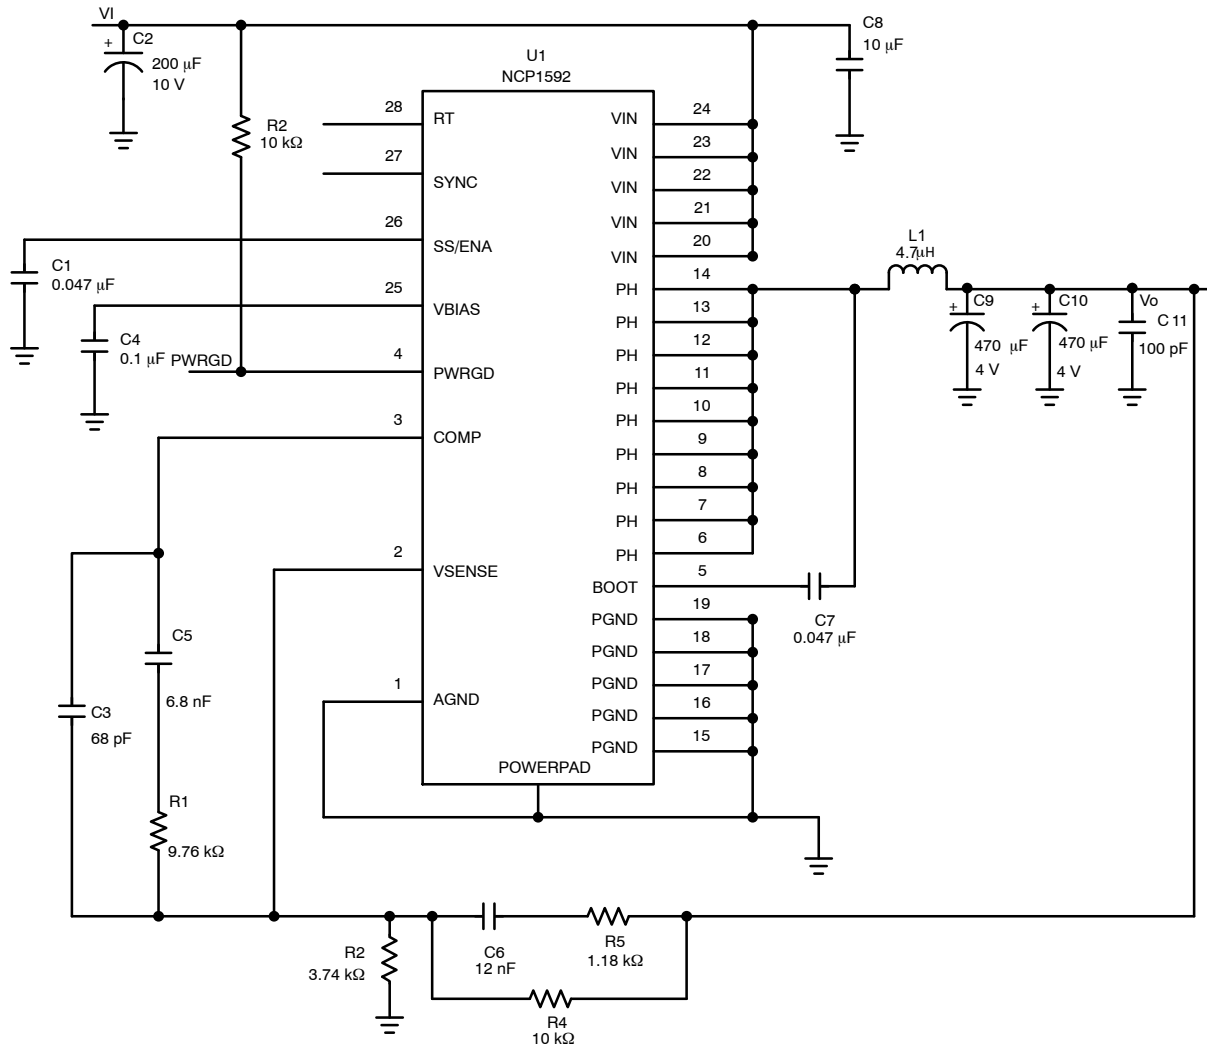 VI
C2
+
200 µF
10 V
R2
10 kΩ
C8
10 µF
U1
NCP1592
28
RT
27
SYNC
26
SS/ENA
C1
0.047 µF
25
VBIAS
C4
0.1 µF
PWRGD
4
PWRGD
3
COMP
2
VSENSE
1
AGND
POWERPAD
VIN
24
VIN
23
VIN
22
VIN
21
VIN
20
PH
14
PH
13
PH
12
PH
11
PH
10
PH
9
PH
8
PH
7
PH
6
BOOT
5
PGND
19
PGND
18
PGND
17
PGND
16
PGND
15
L1
4.7µH
+
C9
470 µF
4 V
+
C10
470 µF
4 V
Vo
C 11
100 pF
C7
0.047 µF
C5
6.8 nF
C3
68 pF
R1
9.76 kΩ
R2
3.74 kΩ
C6
12 nF
R5
1.18 kΩ
R4
10 kΩ